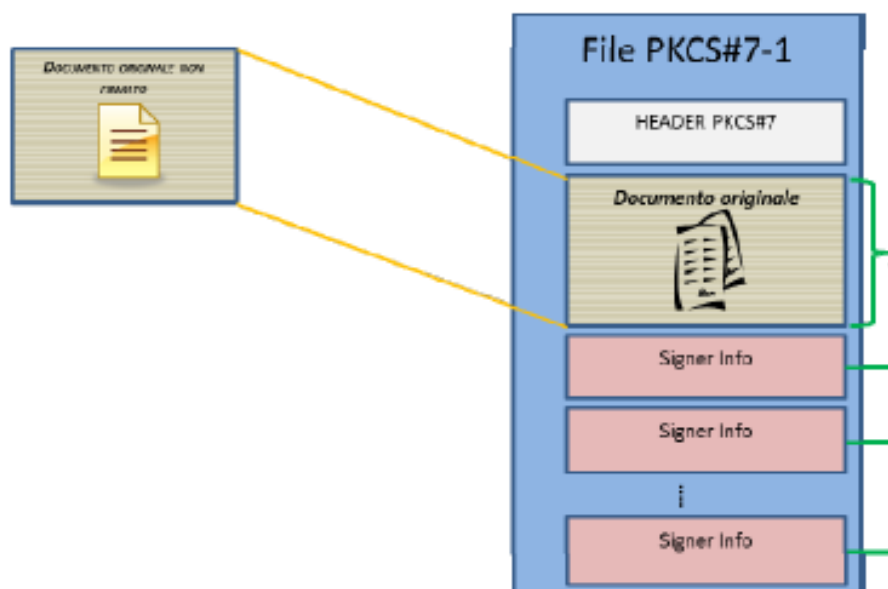 DOCUMENTO ORIGINALE NON
FIRMATO
File PKCS#7-1
HEADER PKCS#7
Documento originale
Signer Info
Signer Info
Signer Info